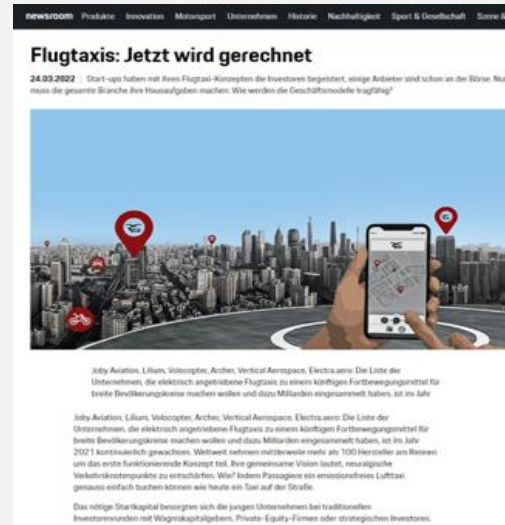 newsroom Produkte Innovation Motorsport Unternehmen Historie Nachhaltigkeit Sport & Gesellschaft Szene &
Flugtaxis: Jetzt wird gerechnet
24.03.2022 | Start-ups haben mit ihren Flugtaxi-Konzepten die Investoren begeistert, einige Anbieter sind schon an der Börse. Nun
muss die gesamte Branche ihre Hausaufgaben machen: Wie werden die Geschäftsmodelle tragfähig?
Joby Aviation, Lilium, Volocopter, Archer, Vertical Aerospace, Electra.aero: Die Liste der
Unternehmen, die elektrisch angetriebene Flugtaxis zu einem künftigen Fortbewegungsmittel für
breite Bevölkerungskreise machen wollen und dazu Milliarden eingesammelt haben, ist im Jahr
Joby Aviation, Lilium, Volocopter, Archer, Vertical Aerospace, Electra.aero: Die Liste der
Unternehmen, die elektrisch angetriebene Flugtaxis zu einem künftigen Fortbewegungsmittel für
breite Bevölkerungskreise machen wollen und dazu Milliarden eingesammelt haben, ist im Jahr
2021 kontinuierlich gewachsen. Weltweit nehmen mittlerweile mehr als 100 Hersteller am Rennen
um das erste funktionierende Konzept teil. Ihre gemeinsame Vision lautet, neuralgische
Verkehrsknotenpunkte zu entschärfen. Wie? Indem Passagiere ein emissionsfreies Lufttaxi
genauso einfach buchen können wie heute ein Taxi auf der Straße.
Das nötige Startkapital besorgten sich die jungen Unternehmen bei traditionellen
Investorenrunden mit Wagniskapitalgebern, Private-Equity-Firmen oder strategischen Investoren.